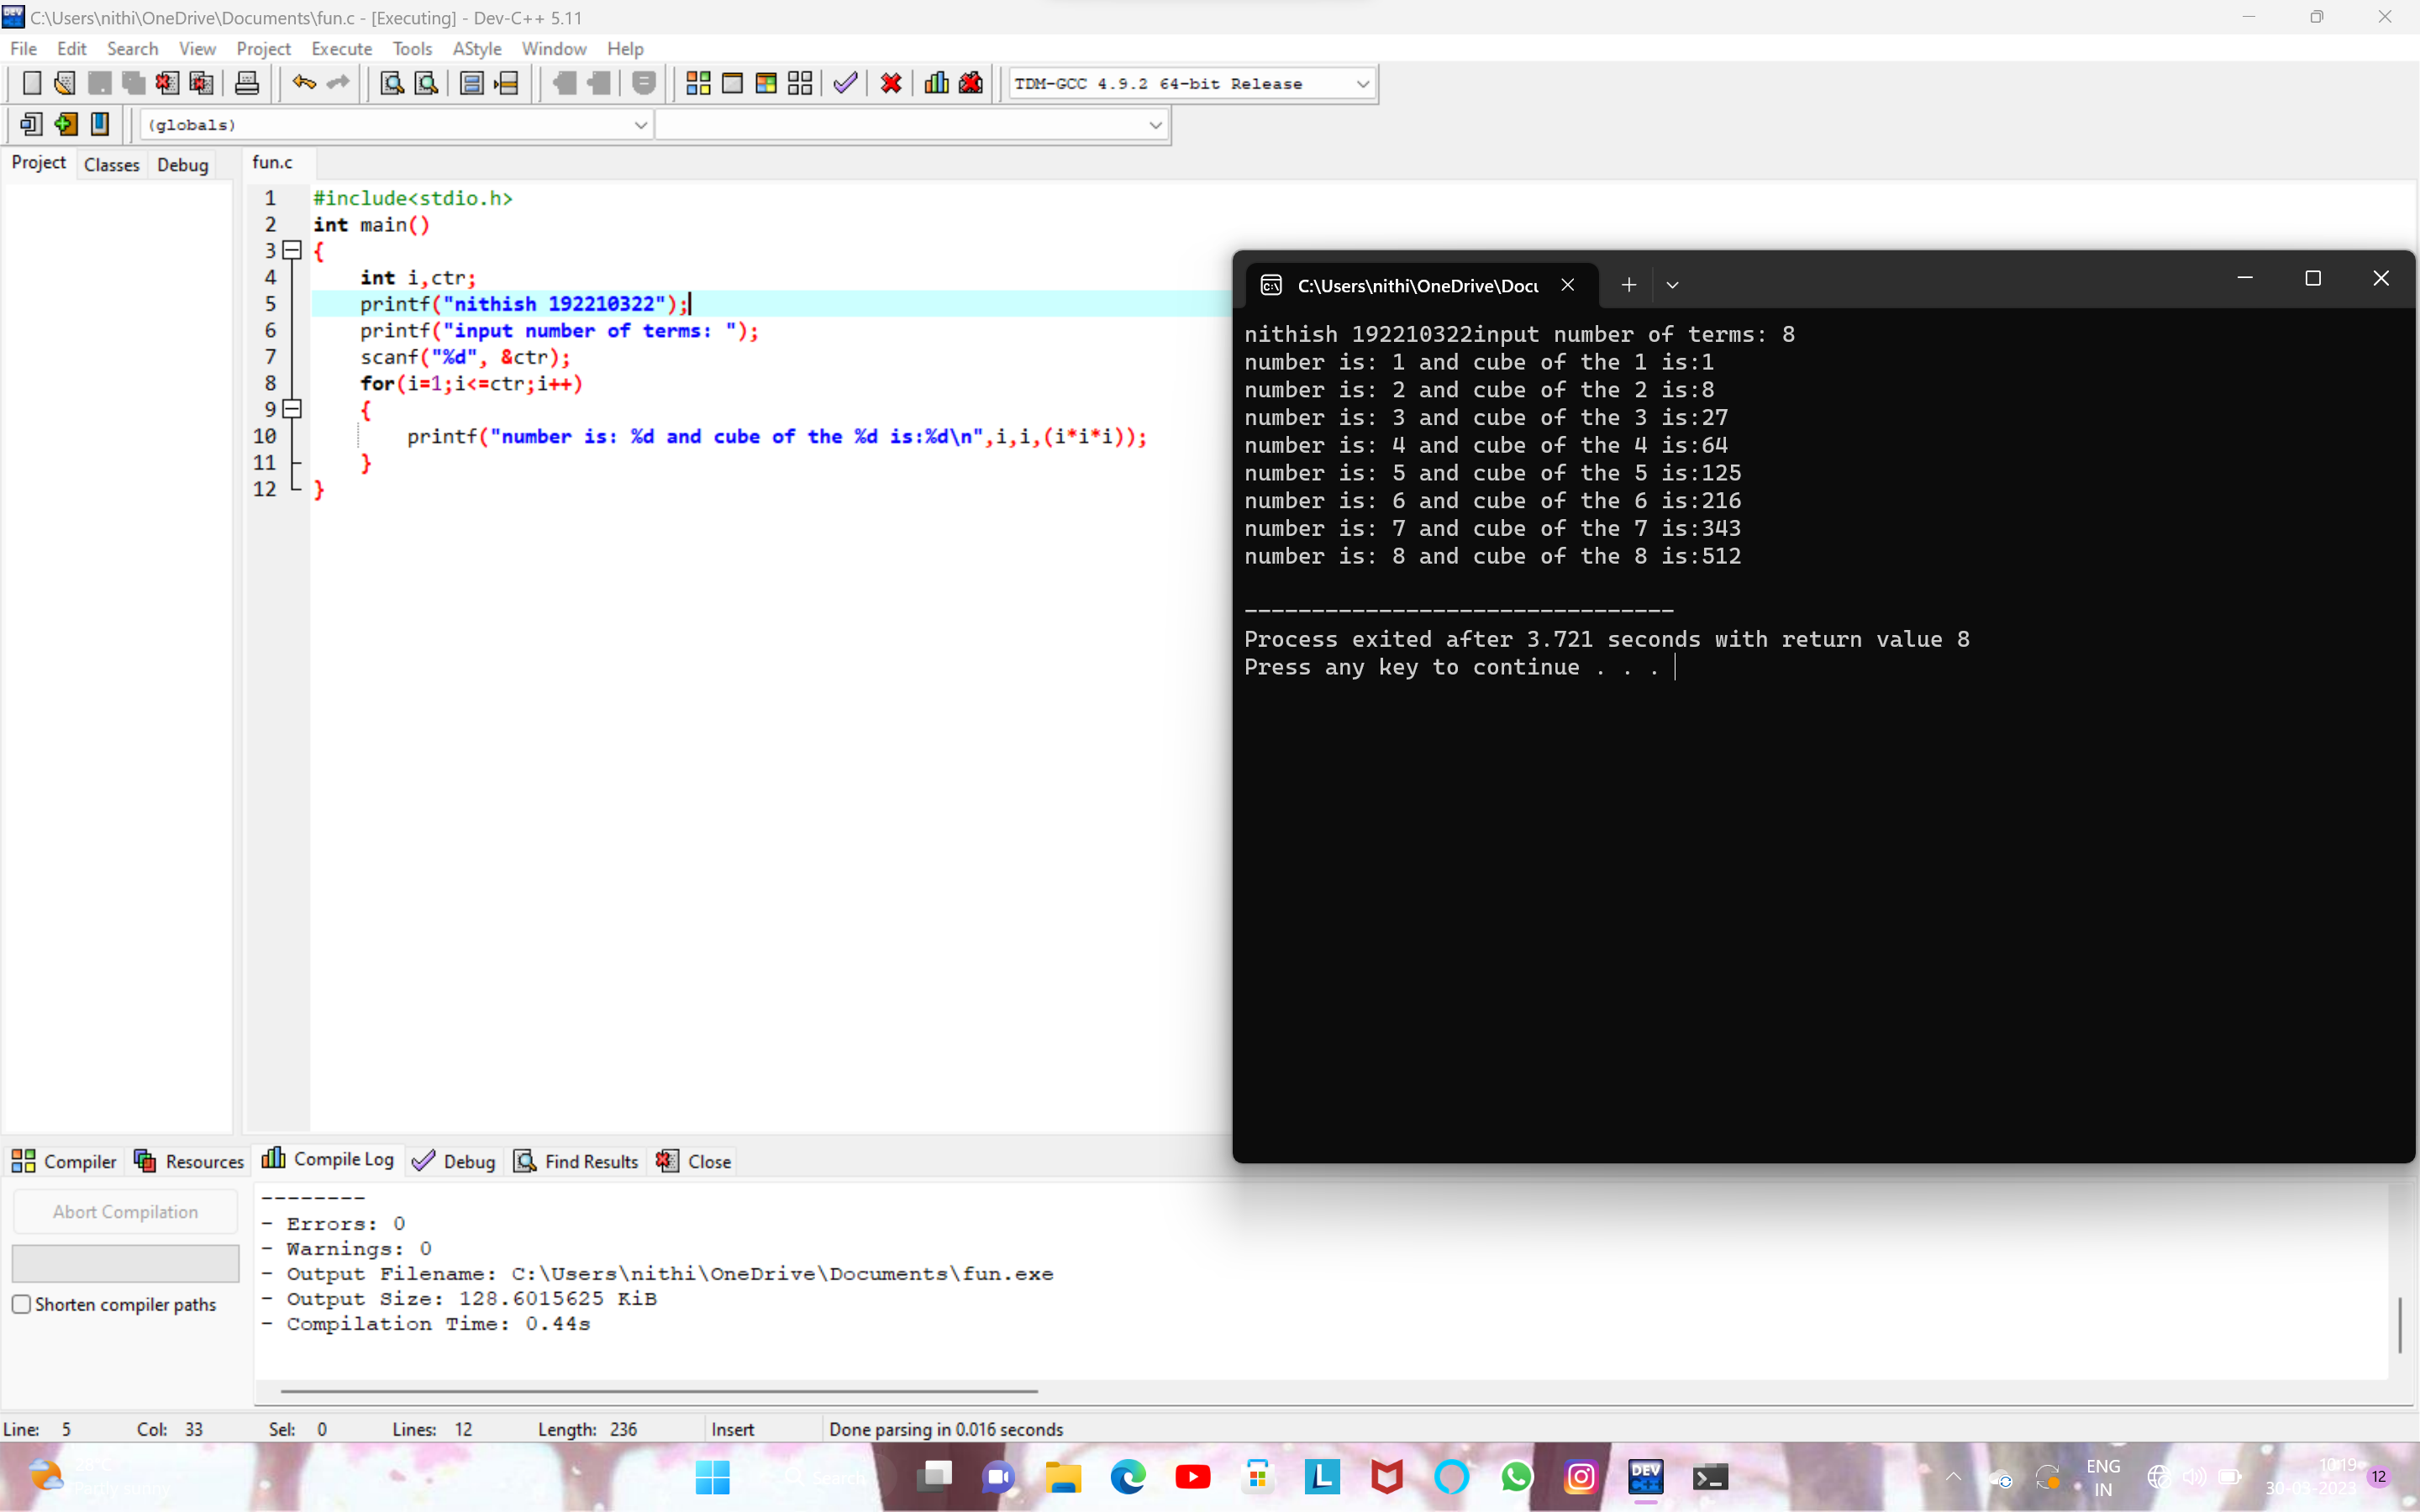 C:\Users\nithi\OneDrive\Documents\fun.c - [Executing] - Dev-C++ 5.11
File Edit Search View Project Execute Tools AStyle Window Help
TDM-GCC 4.9.2 64-bit Release
(globals)
Project Classes Debug
fun.c
1 #include<stdio.h>
2 int main()
3 {
4 int i,ctr;
5 printf("nithish 192210322");
6 printf("input number of terms: ");
7 scanf("%d", &ctr);
8 for(i=1;i<=ctr;i++)
9 {
10 printf("number is: %d and cube of the %d is:%d\n",i,i,(i*i*i));
11 }
12 }
C:\Users\nithi\OneDrive\Docu
nithish 192210322input number of terms: 8
number is: 1 and cube of the 1 is:1
number is: 2 and cube of the 2 is:8
number is: 3 and cube of the 3 is:27
number is: 4 and cube of the 4 is:64
number is: 5 and cube of the 5 is:125
number is: 6 and cube of the 6 is:216
number is: 7 and cube of the 7 is:343
number is: 8 and cube of the 8 is:512
--------------------------------
Process exited after 3.721 seconds with return value 8
Press any key to continue . . .
Compiler Resources Compile Log Debug Find Results Close
Abort Compilation
Shorten compiler paths
--------
- Errors: 0
- Warnings: 0
- Output Filename: C:\Users\nithi\OneDrive\Documents\fun.exe
- Output Size: 128.6015625 KiB
- Compilation Time: 0.44s
Line: 5 Col: 33 Sel: 0 Lines: 12 Length: 236 Insert Done parsing in 0.016 seconds
28°C
Partly sunny
Search
L
DEV C++
ENG
IN
10:19
30-09-2023
12